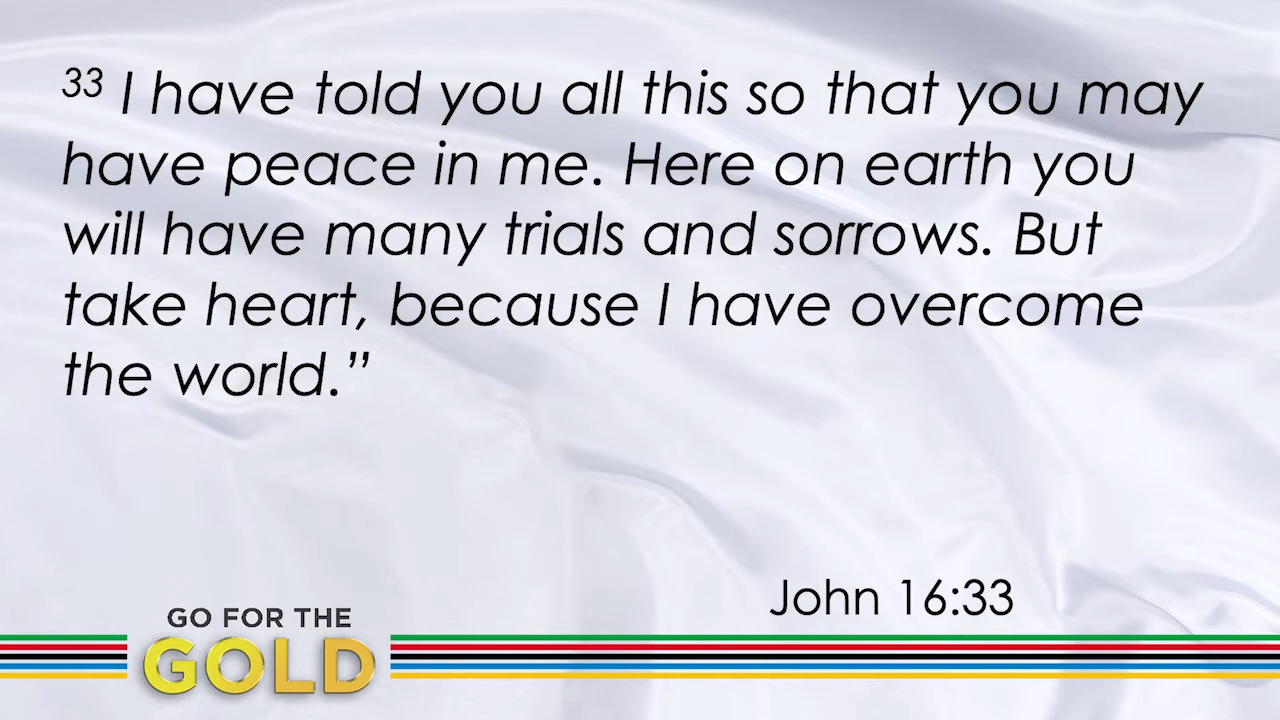 33 I have told you all this so that you may
have peace in me. Here on earth you
will have many trials and sorrows. But
take heart, because I have overcome
the world.”
John 16:33
GO FOR THE
GOLD